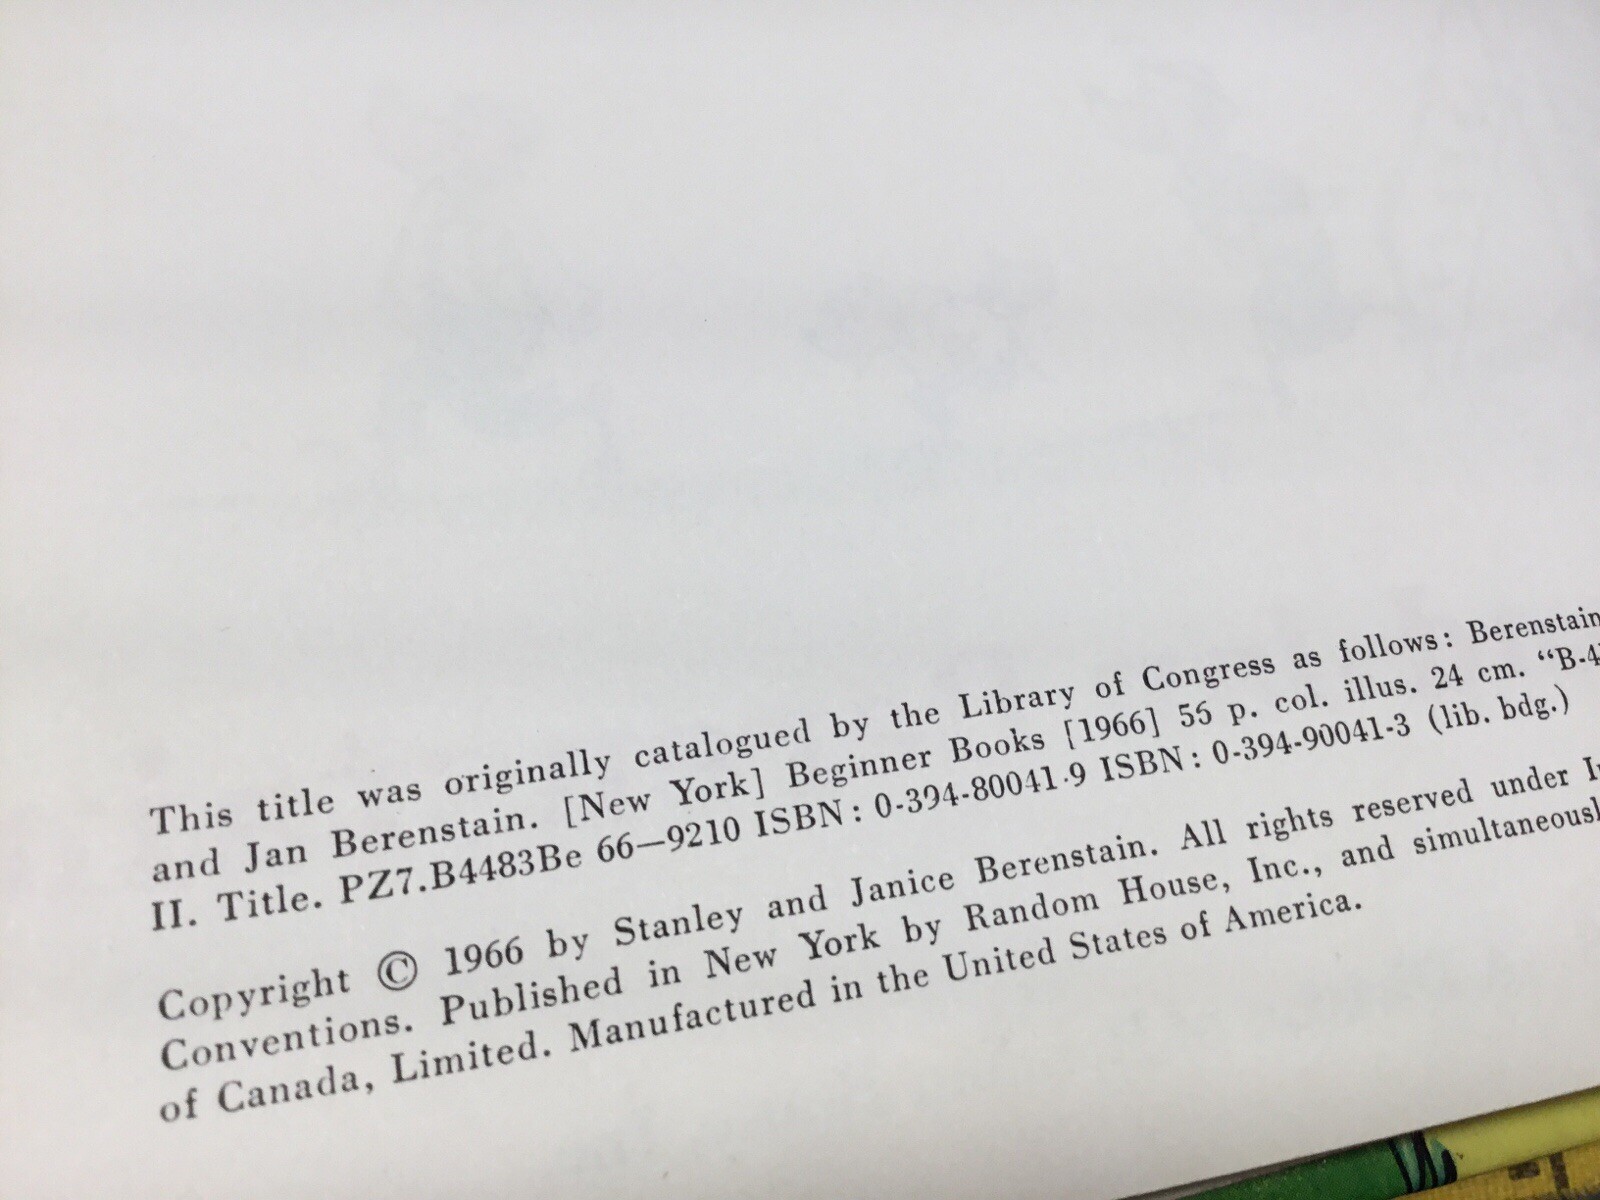 This title was originally catalogued by the Library of Congress as follows: Berenstain
and Jan Berenstain. [New York] Beginner Books [1966] 55 p. col. illus. 24 cm. “B-4
II. Title. PZ7.B4483Be 66—9210 ISBN: 0-394-80041-9 ISBN: 0-394-90041-3 (lib. bdg.)
Copyright © 1966 by Stanley and Janice Berenstain. All rights reserved under
Conventions. Published in New York by Random House, Inc., and simultaneousl
of Canada, Limited. Manufactured in the United States of America.